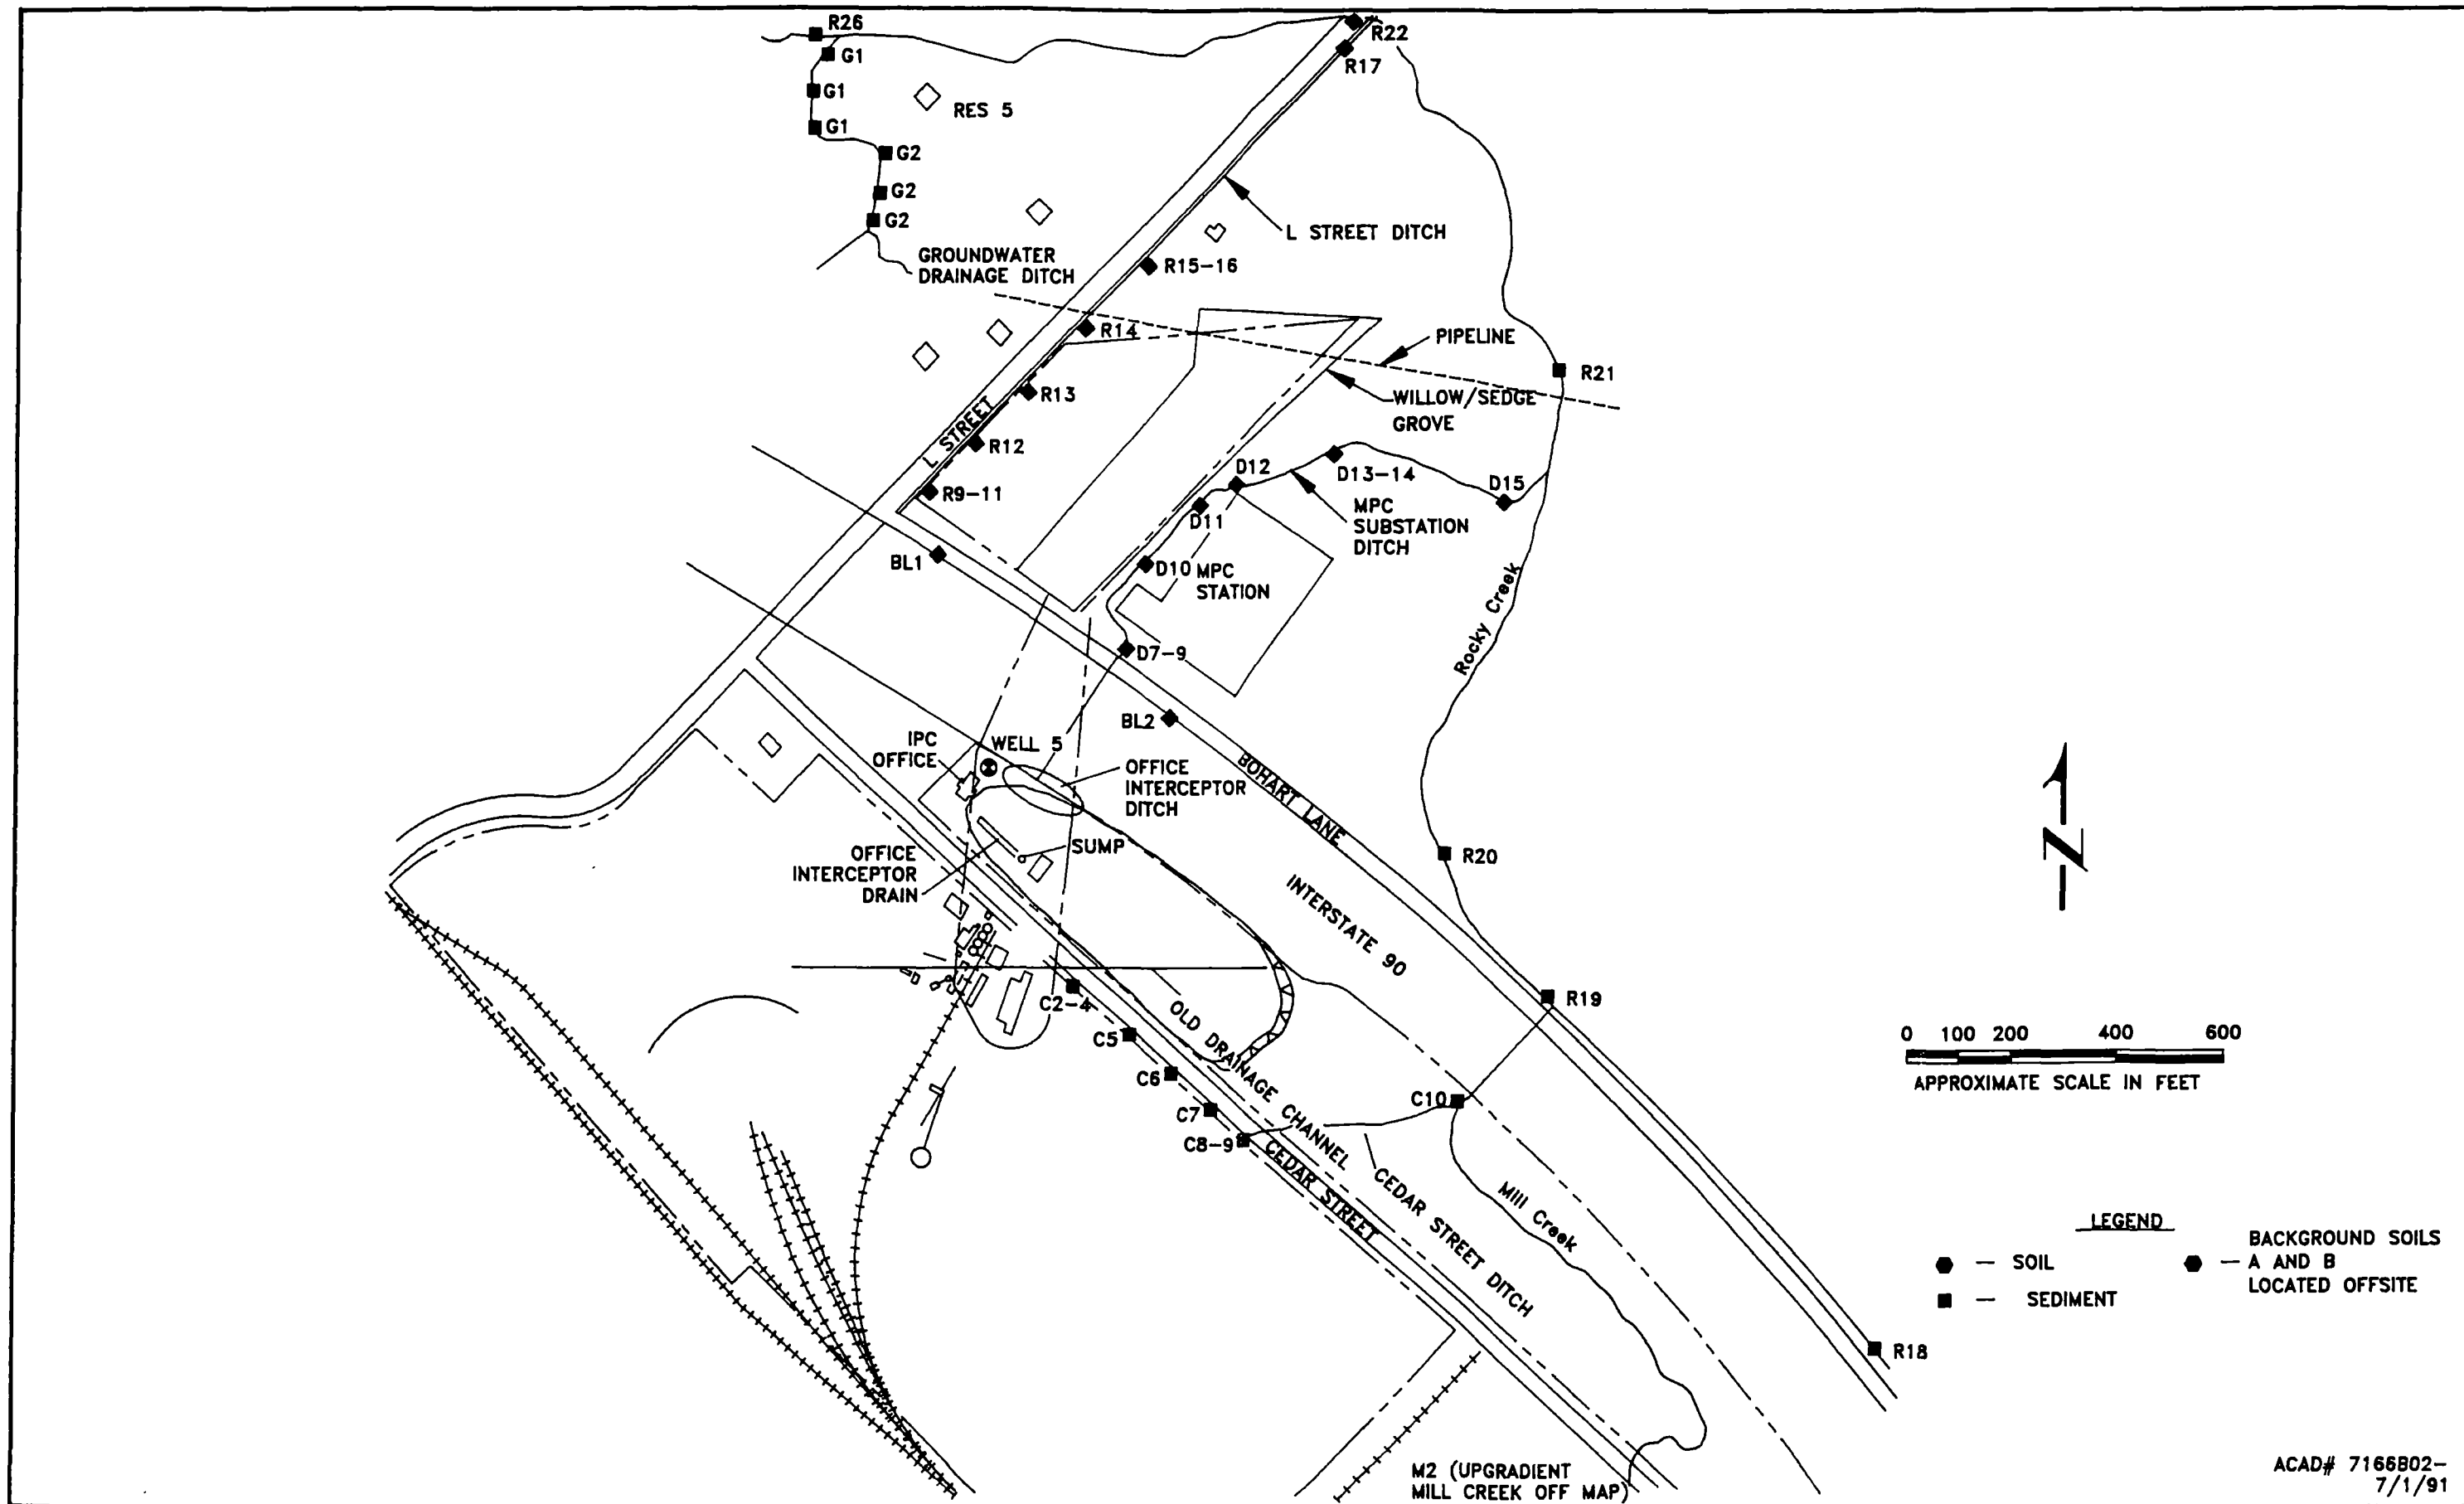 R26
R22
G1
R17
G1
RES 5
G1
G2
G2
G2
L STREET DITCH
GROUNDWATER
DRAINAGE DITCH
R15-16
R14
PIPELINE
R21
R13
WILLOW/SEDGE
GROVE
L STREET
R12
D12
D13-14
D15
R9-11
D11
MPC
SUBSTATION
DITCH
BL1
D10
MPC
STATION
Rocky Creek
D7-9
BL2
IPC
OFFICE
WELL 5
OFFICE
INTERCEPTOR
DITCH
BOHART LANE
SUMP
OFFICE
INTERCEPTOR
DRAIN
R20
N
INTERSTATE 90
C2-4
R19
OLD DRAINAGE CHANNEL
C5
0 100 200 400 600
APPROXIMATE SCALE IN FEET
C6
C7
C10
C8-9
CEDAR STREET
CEDAR STREET DITCH
Mill Creek
LEGEND
— SOIL
— SEDIMENT
BACKGROUND SOILS
— A AND B
LOCATED OFFSITE
R18
M2 (UPGRADIENT
MILL CREEK OFF MAP)
ACAD# 7166B02-
7/1/91